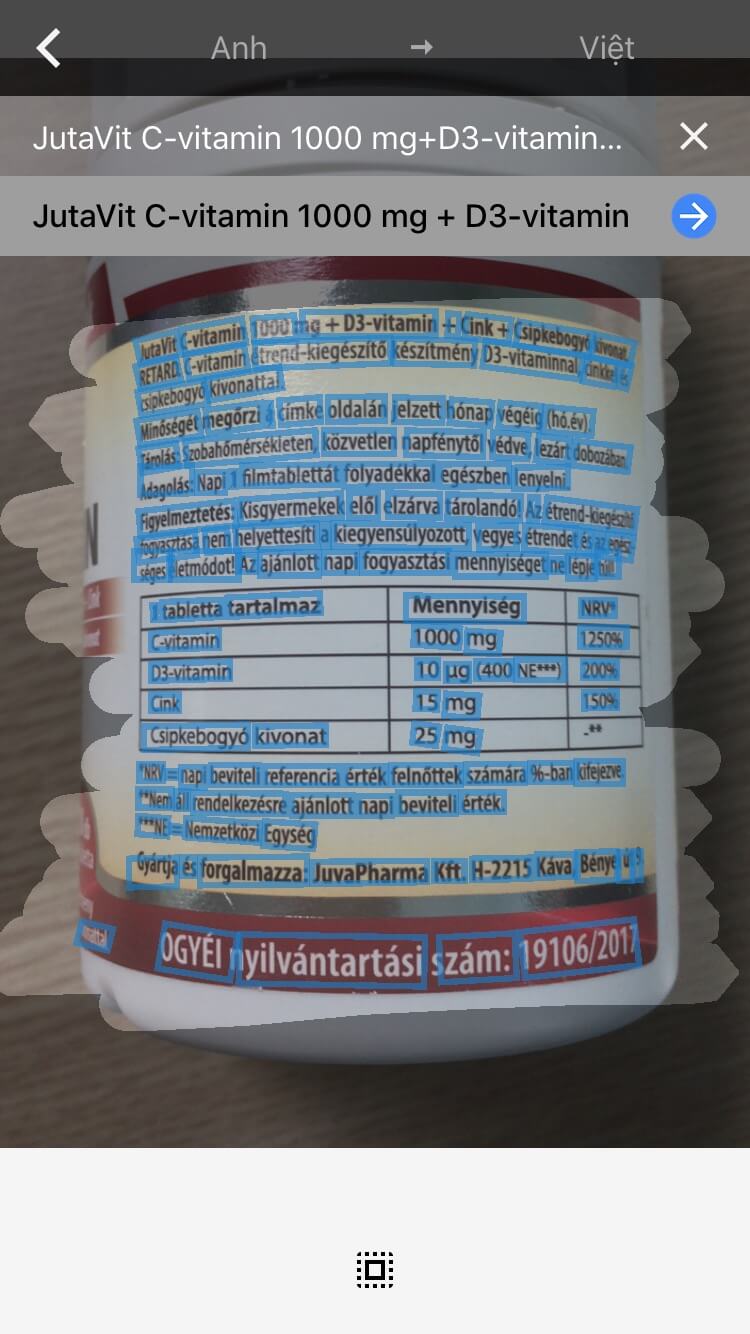 Anh → Việt
JutaVit C-vitamin 1000 mg+D3-vitamin...
JutaVit C-vitamin 1000 mg + D3-vitamin
JutaVit C-vitamin 1000 mg + D3-vitamin + Cink + Csipkebogyó kivonat.
RETARD C-vitamin étrend-kiegészítő készítmény D3-vitaminnal, cinkkel és
csipkebogyó kivonattal.
Minőségét megőrzi a címke oldalán jelzett hónap végéig (hó.év).
Tárolás: Szobahőmérsékleten, közvetlen napfénytől védve, lezárt dobozában.
Adagolás: Napi 1 filmtablettát folyadékkal egészben lenyelni.
Figyelmeztetés: Kisgyermekek elől elzárva tárolandó! Az étrend-kiegészítő
fogyasztása nem helyettesíti a kiegyensúlyozott, vegyes étrendet és az egész-
séges életmódot! Az ajánlott napi fogyasztási mennyiséget ne lépje túl!
1 tabletta tartalmaz Mennyiség NRV*
C-vitamin 1000 mg 1250%
D3-vitamin 10 µg (400 NE***) 200%
Cink 15 mg 150%
Csipkebogyó kivonat 25 mg -**
*NRV = napi beviteli referencia érték felnőttek számára %-ban kifejezve.
**Nem áll rendelkezésre ajánlott napi beviteli érték.
***NE = Nemzetközi Egység
Gyártja és forgalmazza: JuvaPharma Kft. H-2215 Káva, Bényei út 9.
OGYÉI nyilvántartási szám: 19106/2017